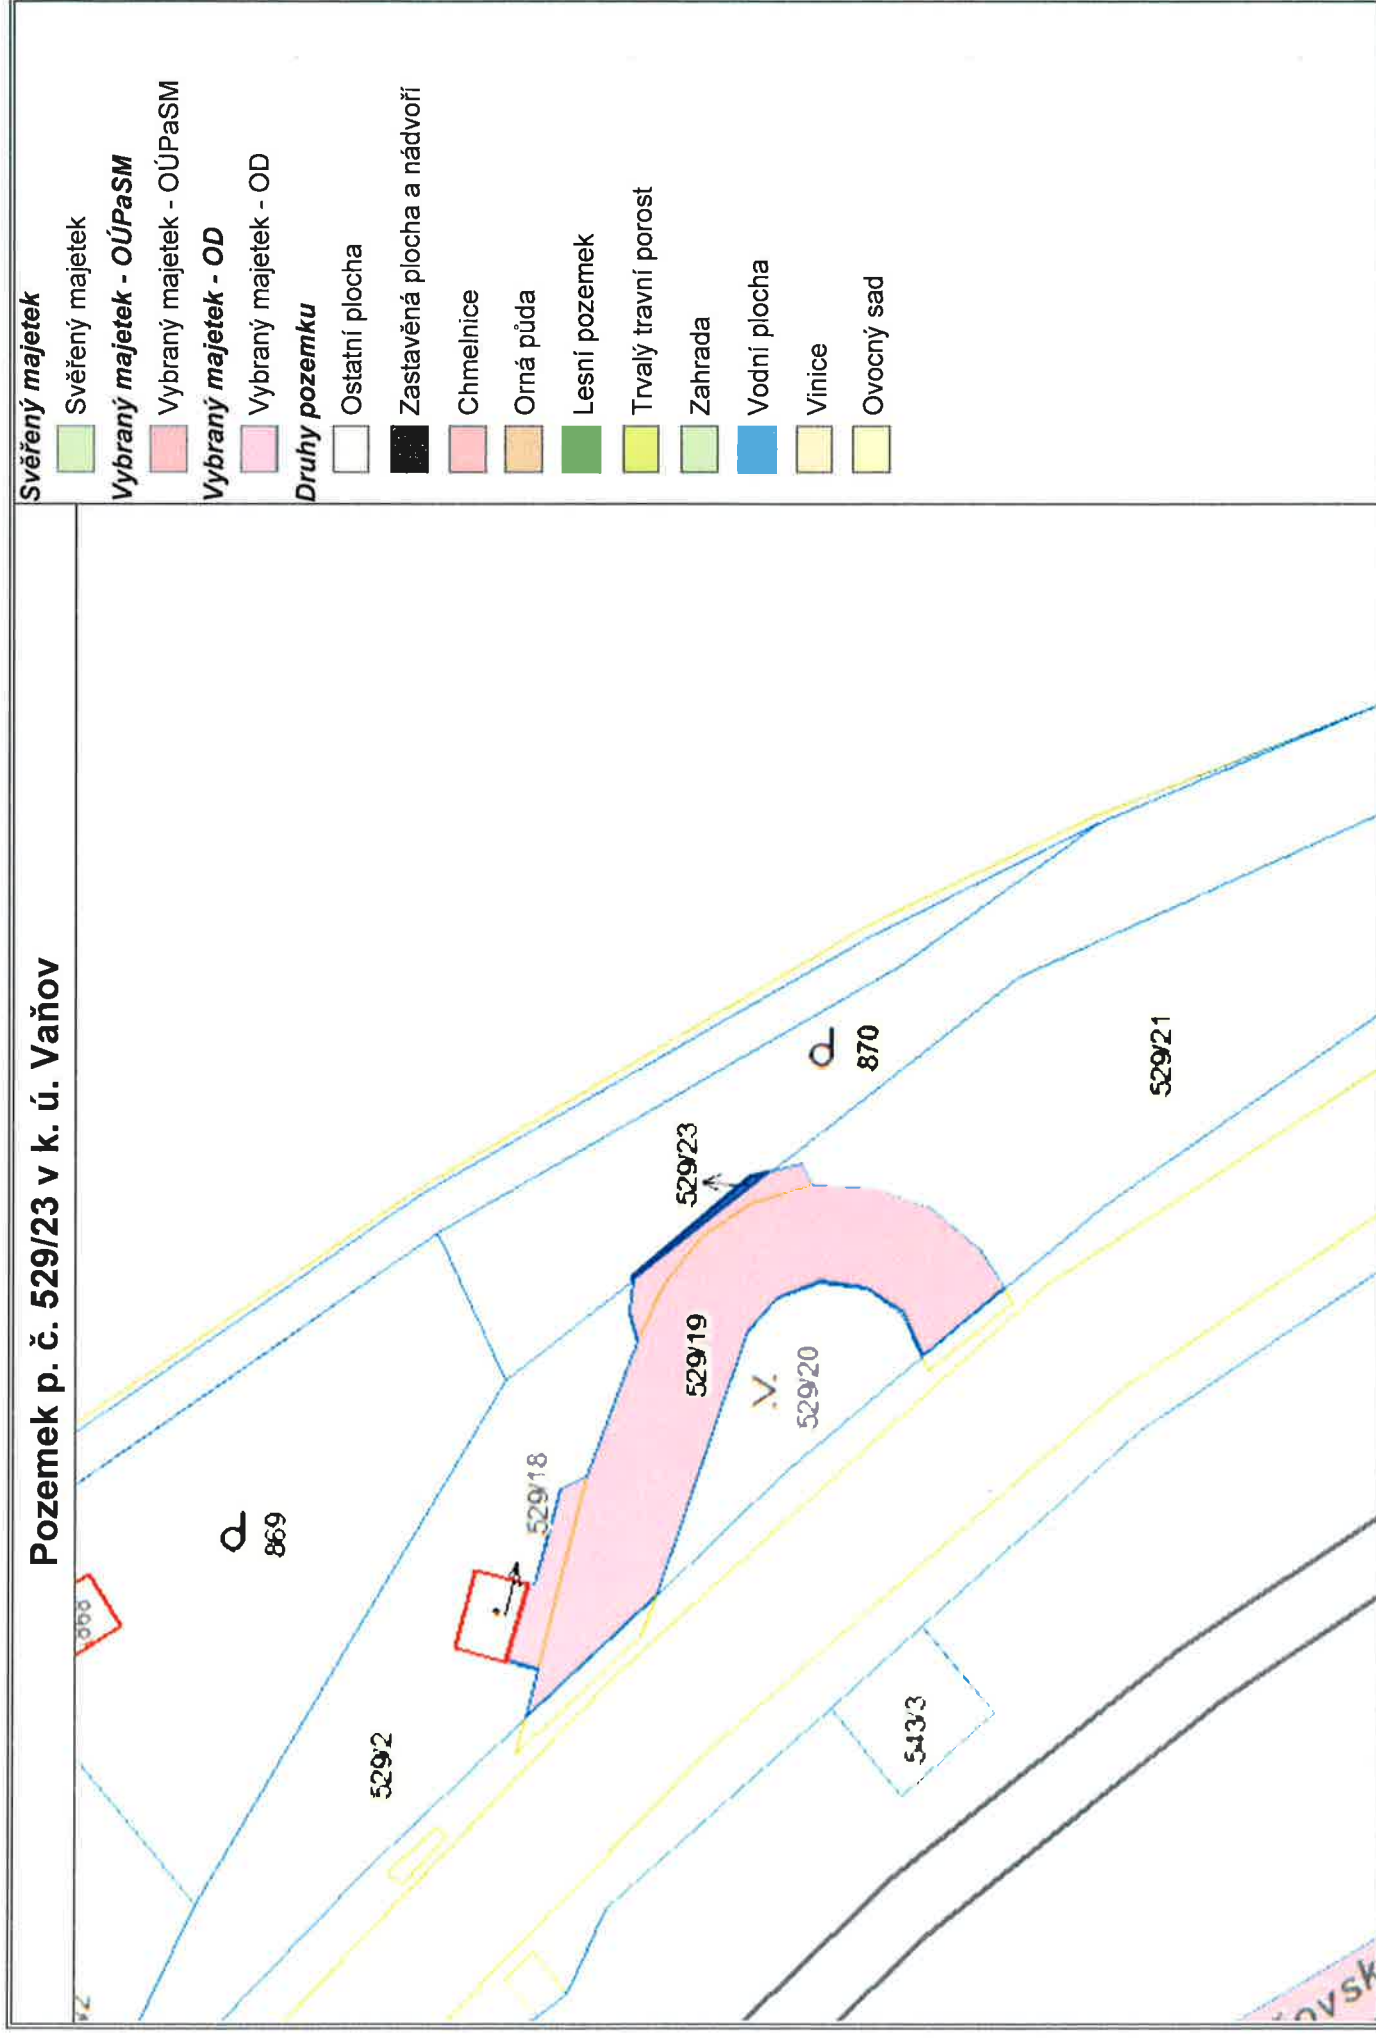 Pozemek p. č. 529/23 v k. ú. Vaňov
869
529/2
529/18
529/23
870
529/19
529/20
529/21
543/3
Svěřený majetek
Svěřený majetek
Vybraný majetek - OÚPaSM
Vybraný majetek - OÚPaSM
Vybraný majetek - OD
Vybraný majetek - OD
Druhy pozemku
Ostatní plocha
Zastavěná plocha a nádvoří
Chmelnice
Orná půda
Lesní pozemek
Trvalý travní porost
Zahrada
Vodní plocha
Vinice
Ovocný sad